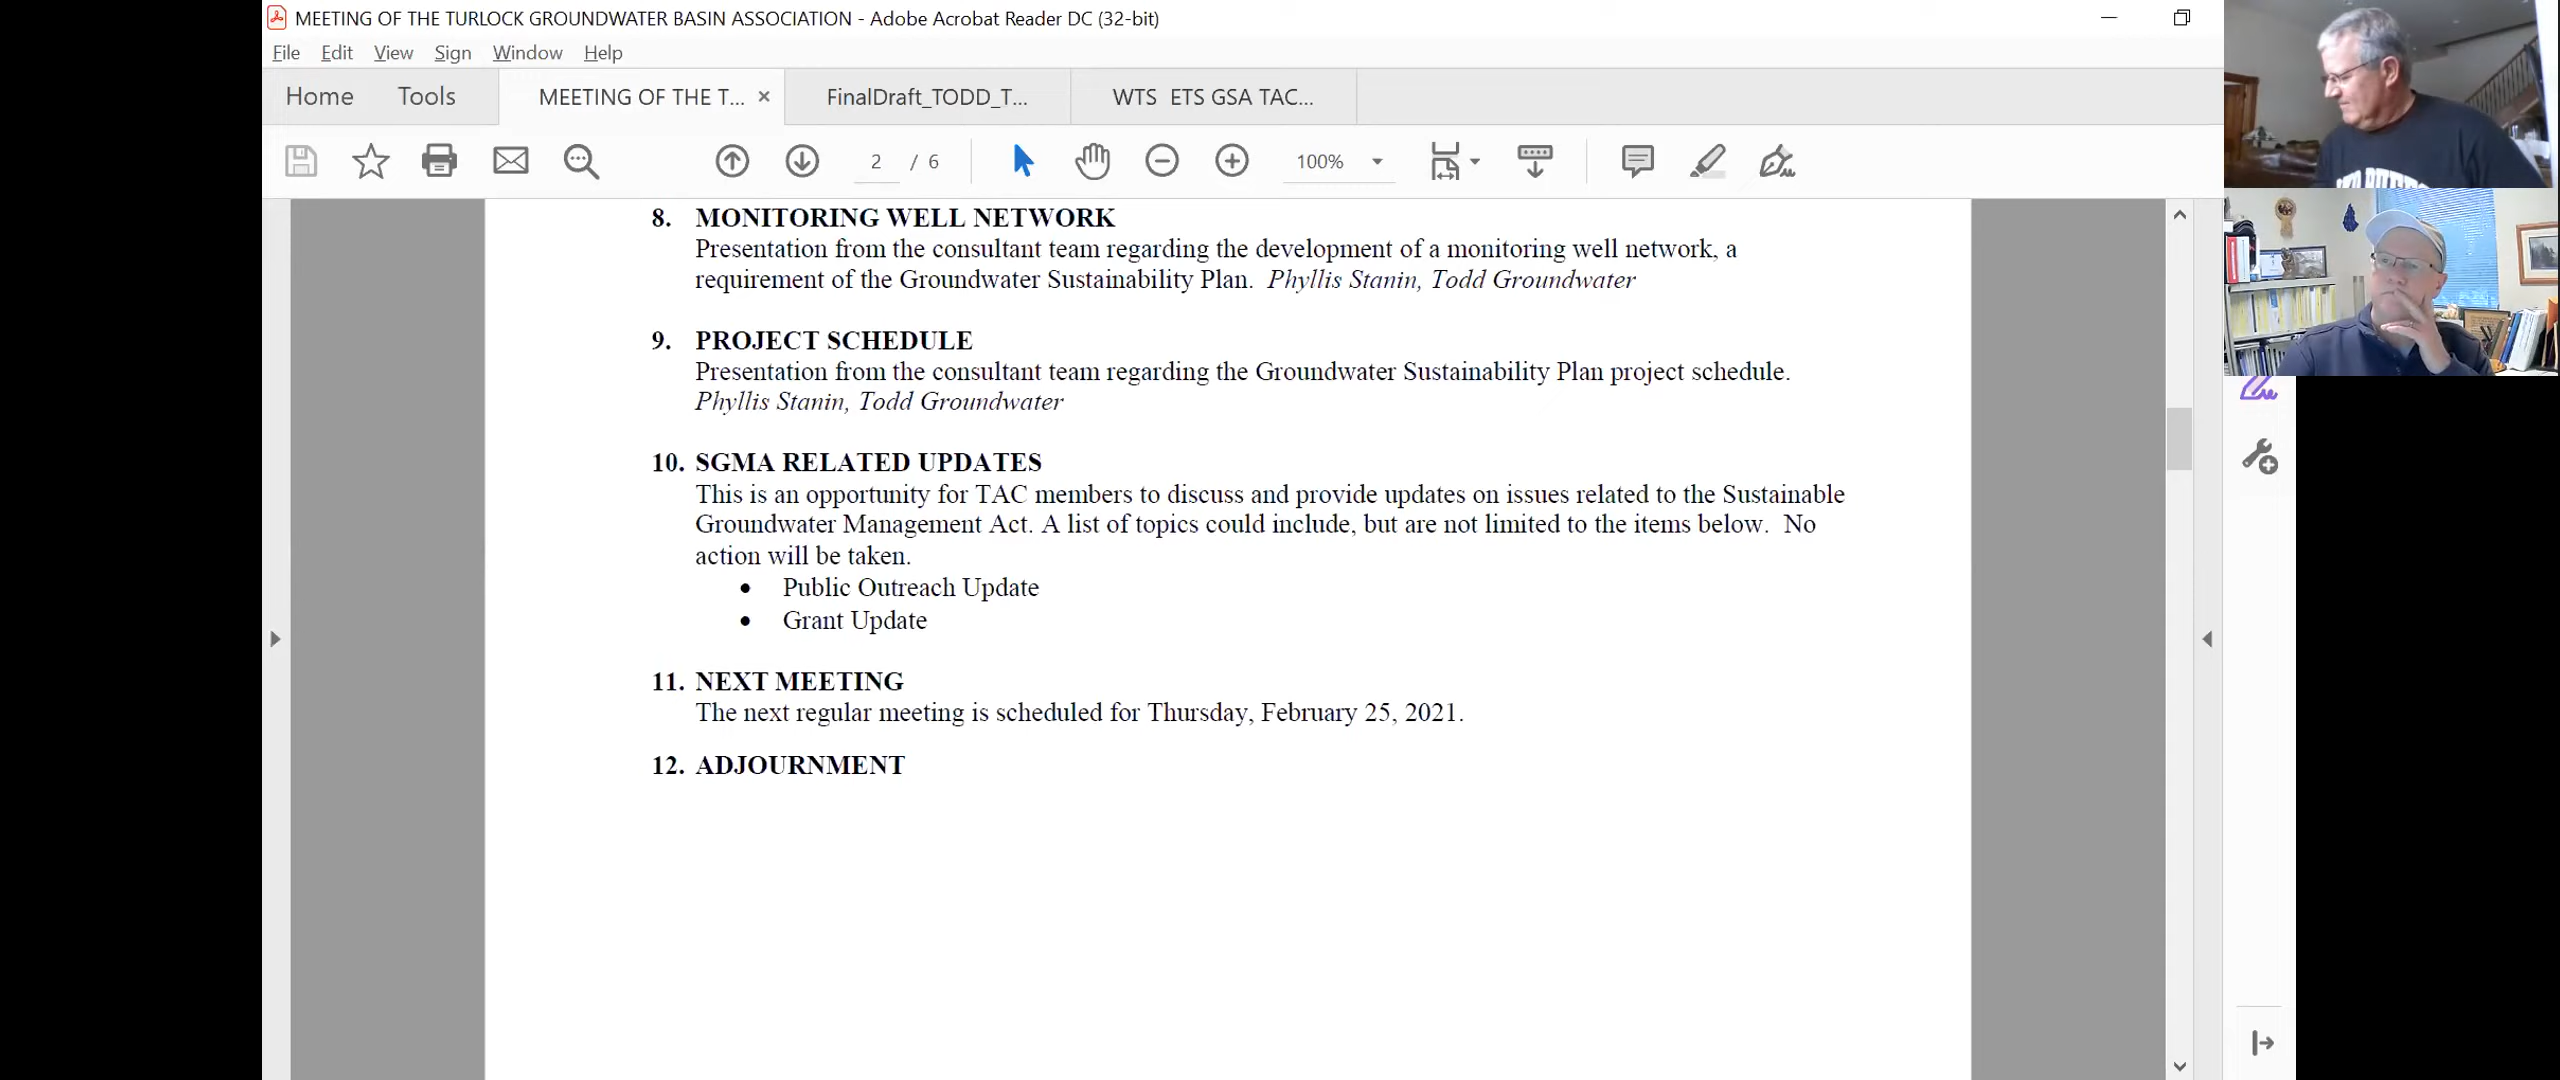 MEETING OF THE TURLOCK GROUNDWATER BASIN ASSOCIATION - Adobe Acrobat Reader DC (32-bit)
File Edit View Sign Window Help
Home Tools MEETING OF THE T... × FinalDraft_TODD_T... WTS ETS GSA TAC...
2 / 6 100%
8. MONITORING WELL NETWORK
Presentation from the consultant team regarding the development of a monitoring well network, a
requirement of the Groundwater Sustainability Plan. Phyllis Stanin, Todd Groundwater
9. PROJECT SCHEDULE
Presentation from the consultant team regarding the Groundwater Sustainability Plan project schedule.
Phyllis Stanin, Todd Groundwater
10. SGMA RELATED UPDATES
This is an opportunity for TAC members to discuss and provide updates on issues related to the Sustainable
Groundwater Management Act. A list of topics could include, but are not limited to the items below. No
action will be taken.
• Public Outreach Update
• Grant Update
11. NEXT MEETING
The next regular meeting is scheduled for Thursday, February 25, 2021.
12. ADJOURNMENT